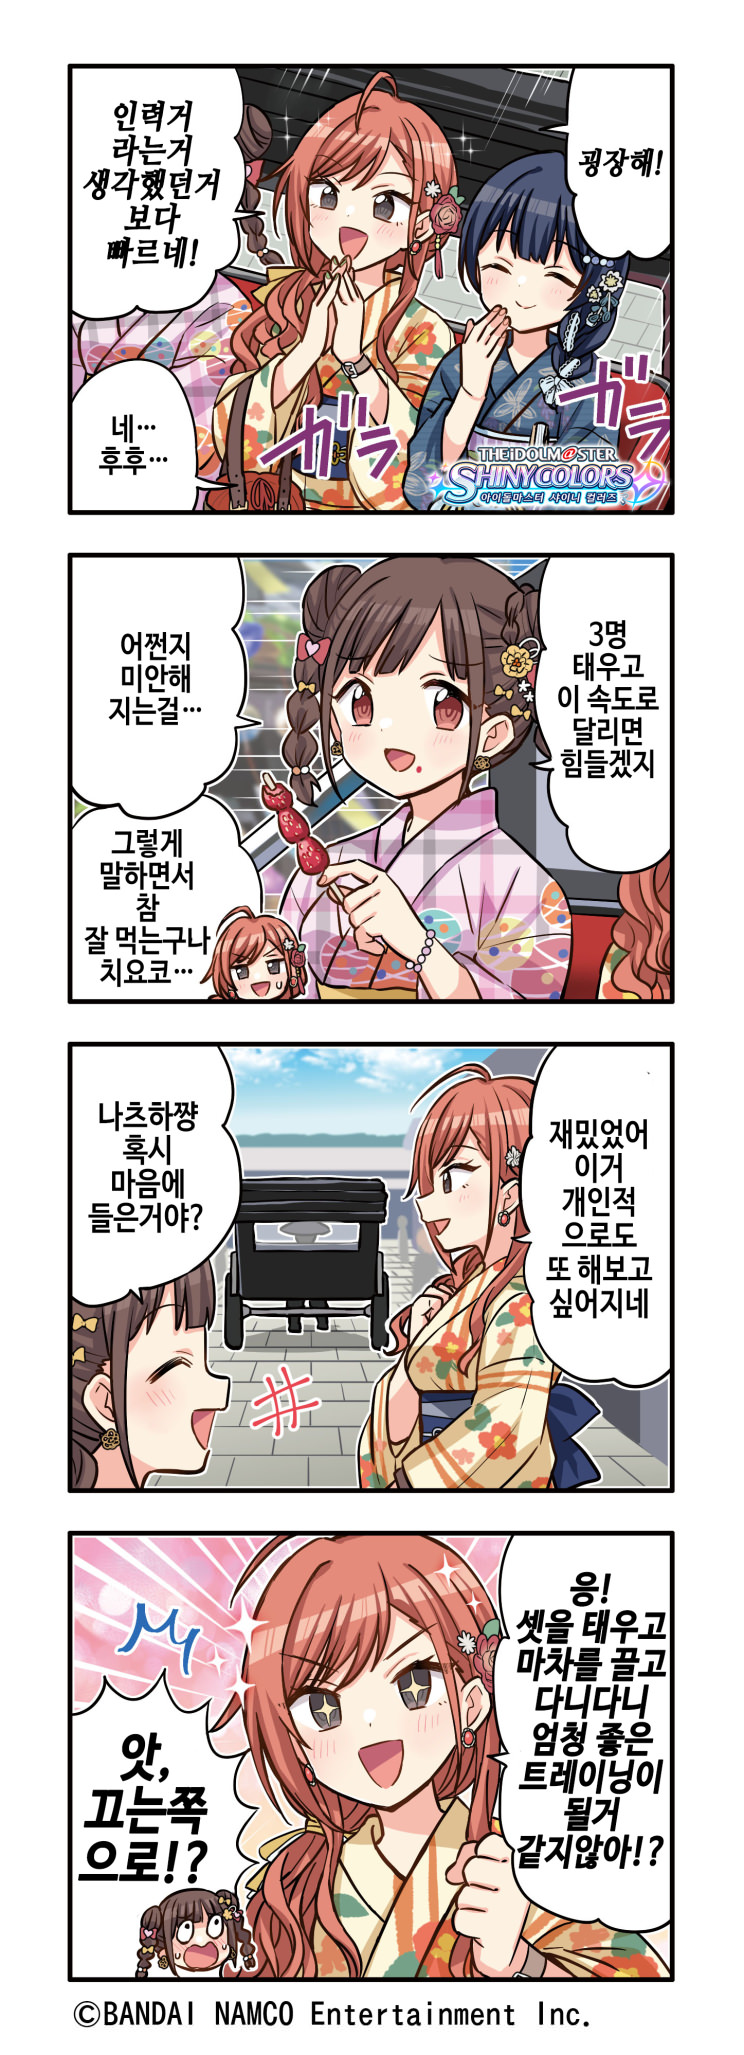 굉장해!
인력거
라는거
생각했던거
보다
빠르네!
네…
후후…
ガラ
ガラ
THE iDOLM@STER
SHINY COLORS
아이돌마스터 샤이니 컬러즈
3명
태우고
이 속도로
달리면
힘들겠지
어쩐지
미안해
지는걸…
그렇게
말하면서
참
잘 먹는구나
치요코…
재밌었어
이거
개인적
으로도
또 해보고
싶어지네
나츠하쨩
혹시
마음에
들은거야?
응!
셋을 태우고
마차를 끌고
다니다니
엄청 좋은
트레이닝이
될거
같지않아!?
앗,
끄는쪽
으로!?
©BANDAI NAMCO Entertainment Inc.